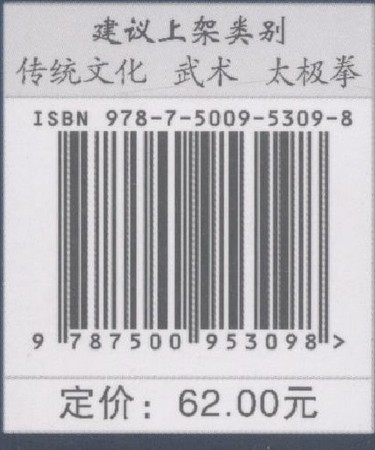 建议上架类别
传统文化 武术 太极拳
ISBN 978-7-5009-5309-8
9 787500 953098 >
定价：62.00元